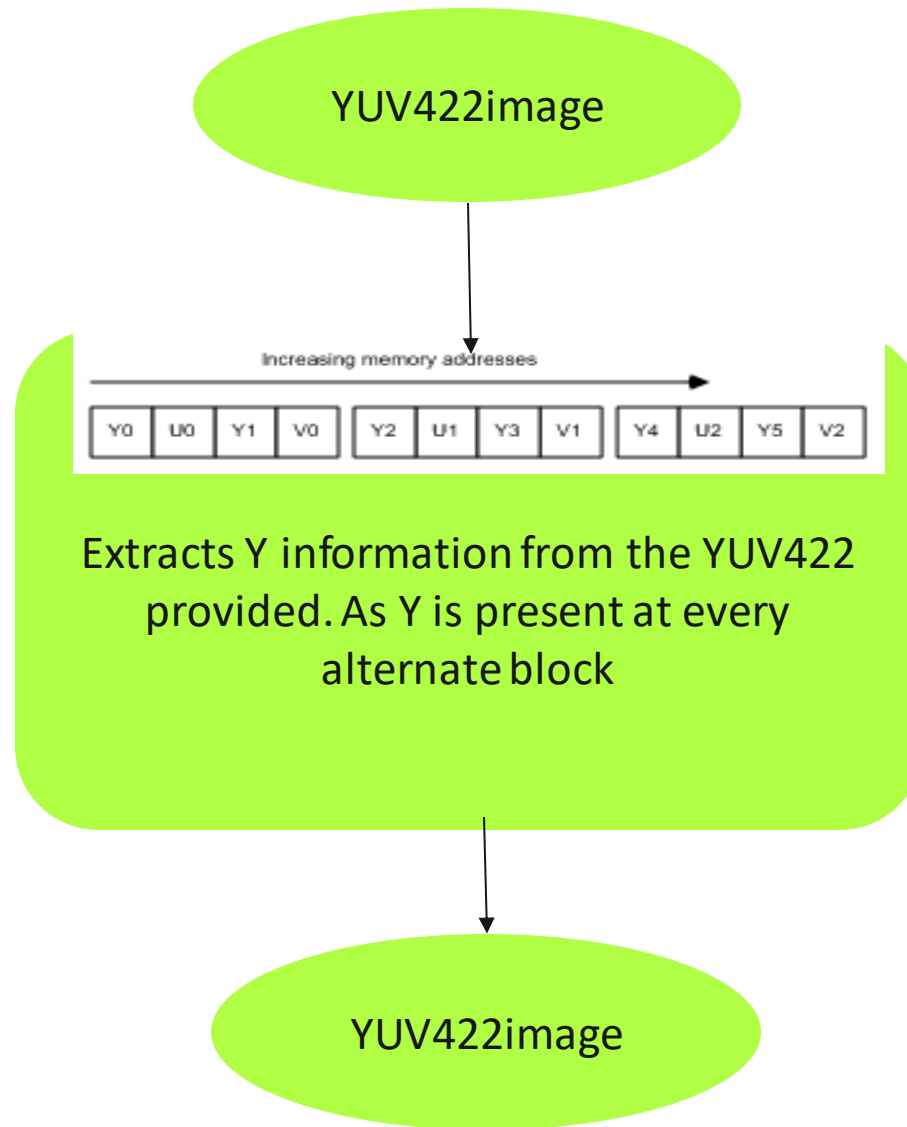 YUV422image
Increasing memory addresses
Y0 U0 Y1 V0 Y2 U1 Y3 V1 Y4 U2 Y5 V2
Extracts Y information from the YUV422
provided. As Y is present at every
alternate block
YUV422image